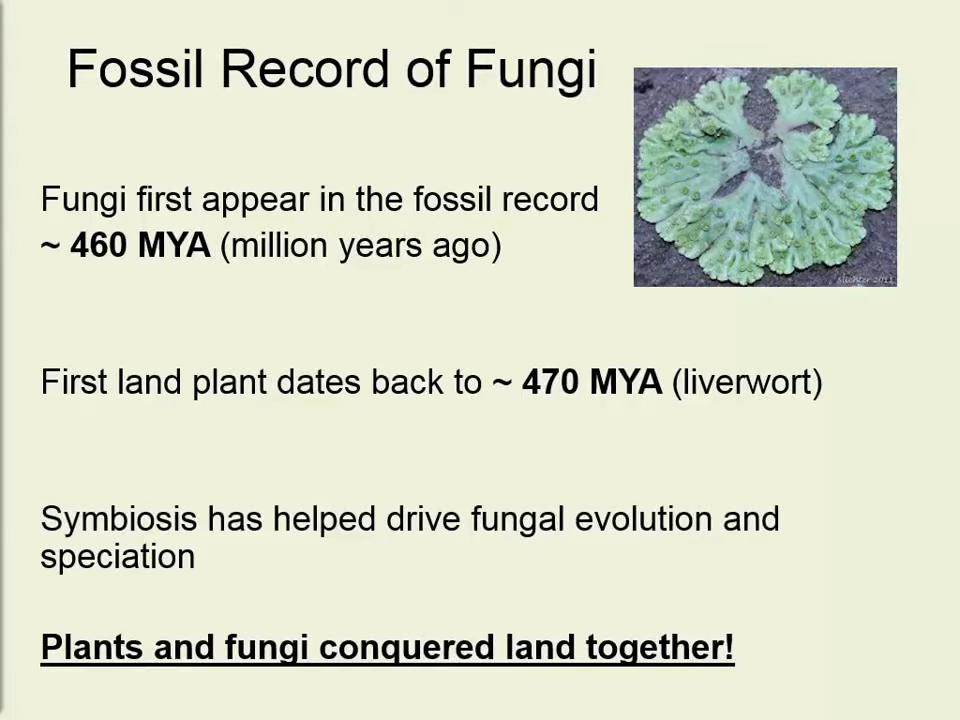 Fossil Record of Fungi
Fungi first appear in the fossil record
~ 460 MYA (million years ago)
First land plant dates back to ~ 470 MYA (liverwort)
Symbiosis has helped drive fungal evolution and
speciation
Plants and fungi conquered land together!